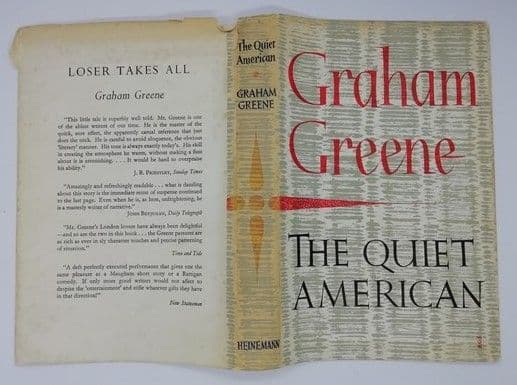 LOSER TAKES ALL
Graham Greene
"This little tale is superbly well told. Mr. Greene is one
of the ablest writers of our time. He is the master of the
quick, sure effect, the apparently casual inference that just
does the trick. He is careful to avoid eloquence, the obvious
'literary' manner. His tone is always exactly today's. His skill
in creating the atmosphere he wants, without making a fuss
about it is astonishing. . . . It would be hard to overpraise
his ability."
J. B. PRIESTLEY, Sunday Times
"Amazingly and refreshingly readable . . . what is dazzling
about this story is the immediate sense of suspense continued
to the last page. Even when he is, as here, unfrightening, he
is a masterly writer of narrative."
JOHN BETJEMAN, Daily Telegraph
"Mr. Greene's London lovers have always been delightful
—and so are the two in this book . . . the Greene pastures are
as rich as ever in sly character touches and precise patterning
of situation."
Time and Tide
"A deft perfectly executed performance that gives one the
same pleasure as a Maugham short story or a Rattigan
comedy. If only more good writers would not affect to
despise the 'entertainment' and stifle whatever gifts they have
in that direction!"
New Statesman
The Quiet
American
GRAHAM
GREENE
HEINEMANN
Graham
Greene
THE QUIET
AMERICAN